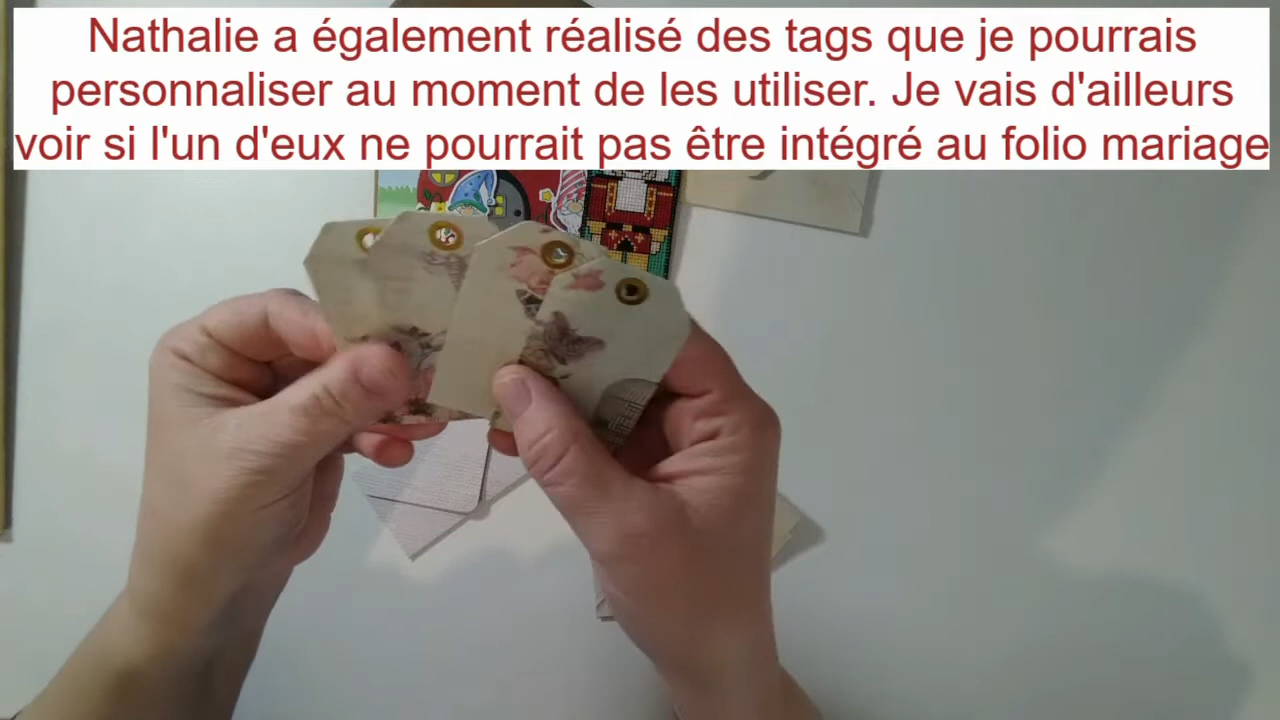 Nathalie a également réalisé des tags que je pourrais
personnaliser au moment de les utiliser. Je vais d'ailleurs
voir si l'un d'eux ne pourrait pas être intégré au folio mariage